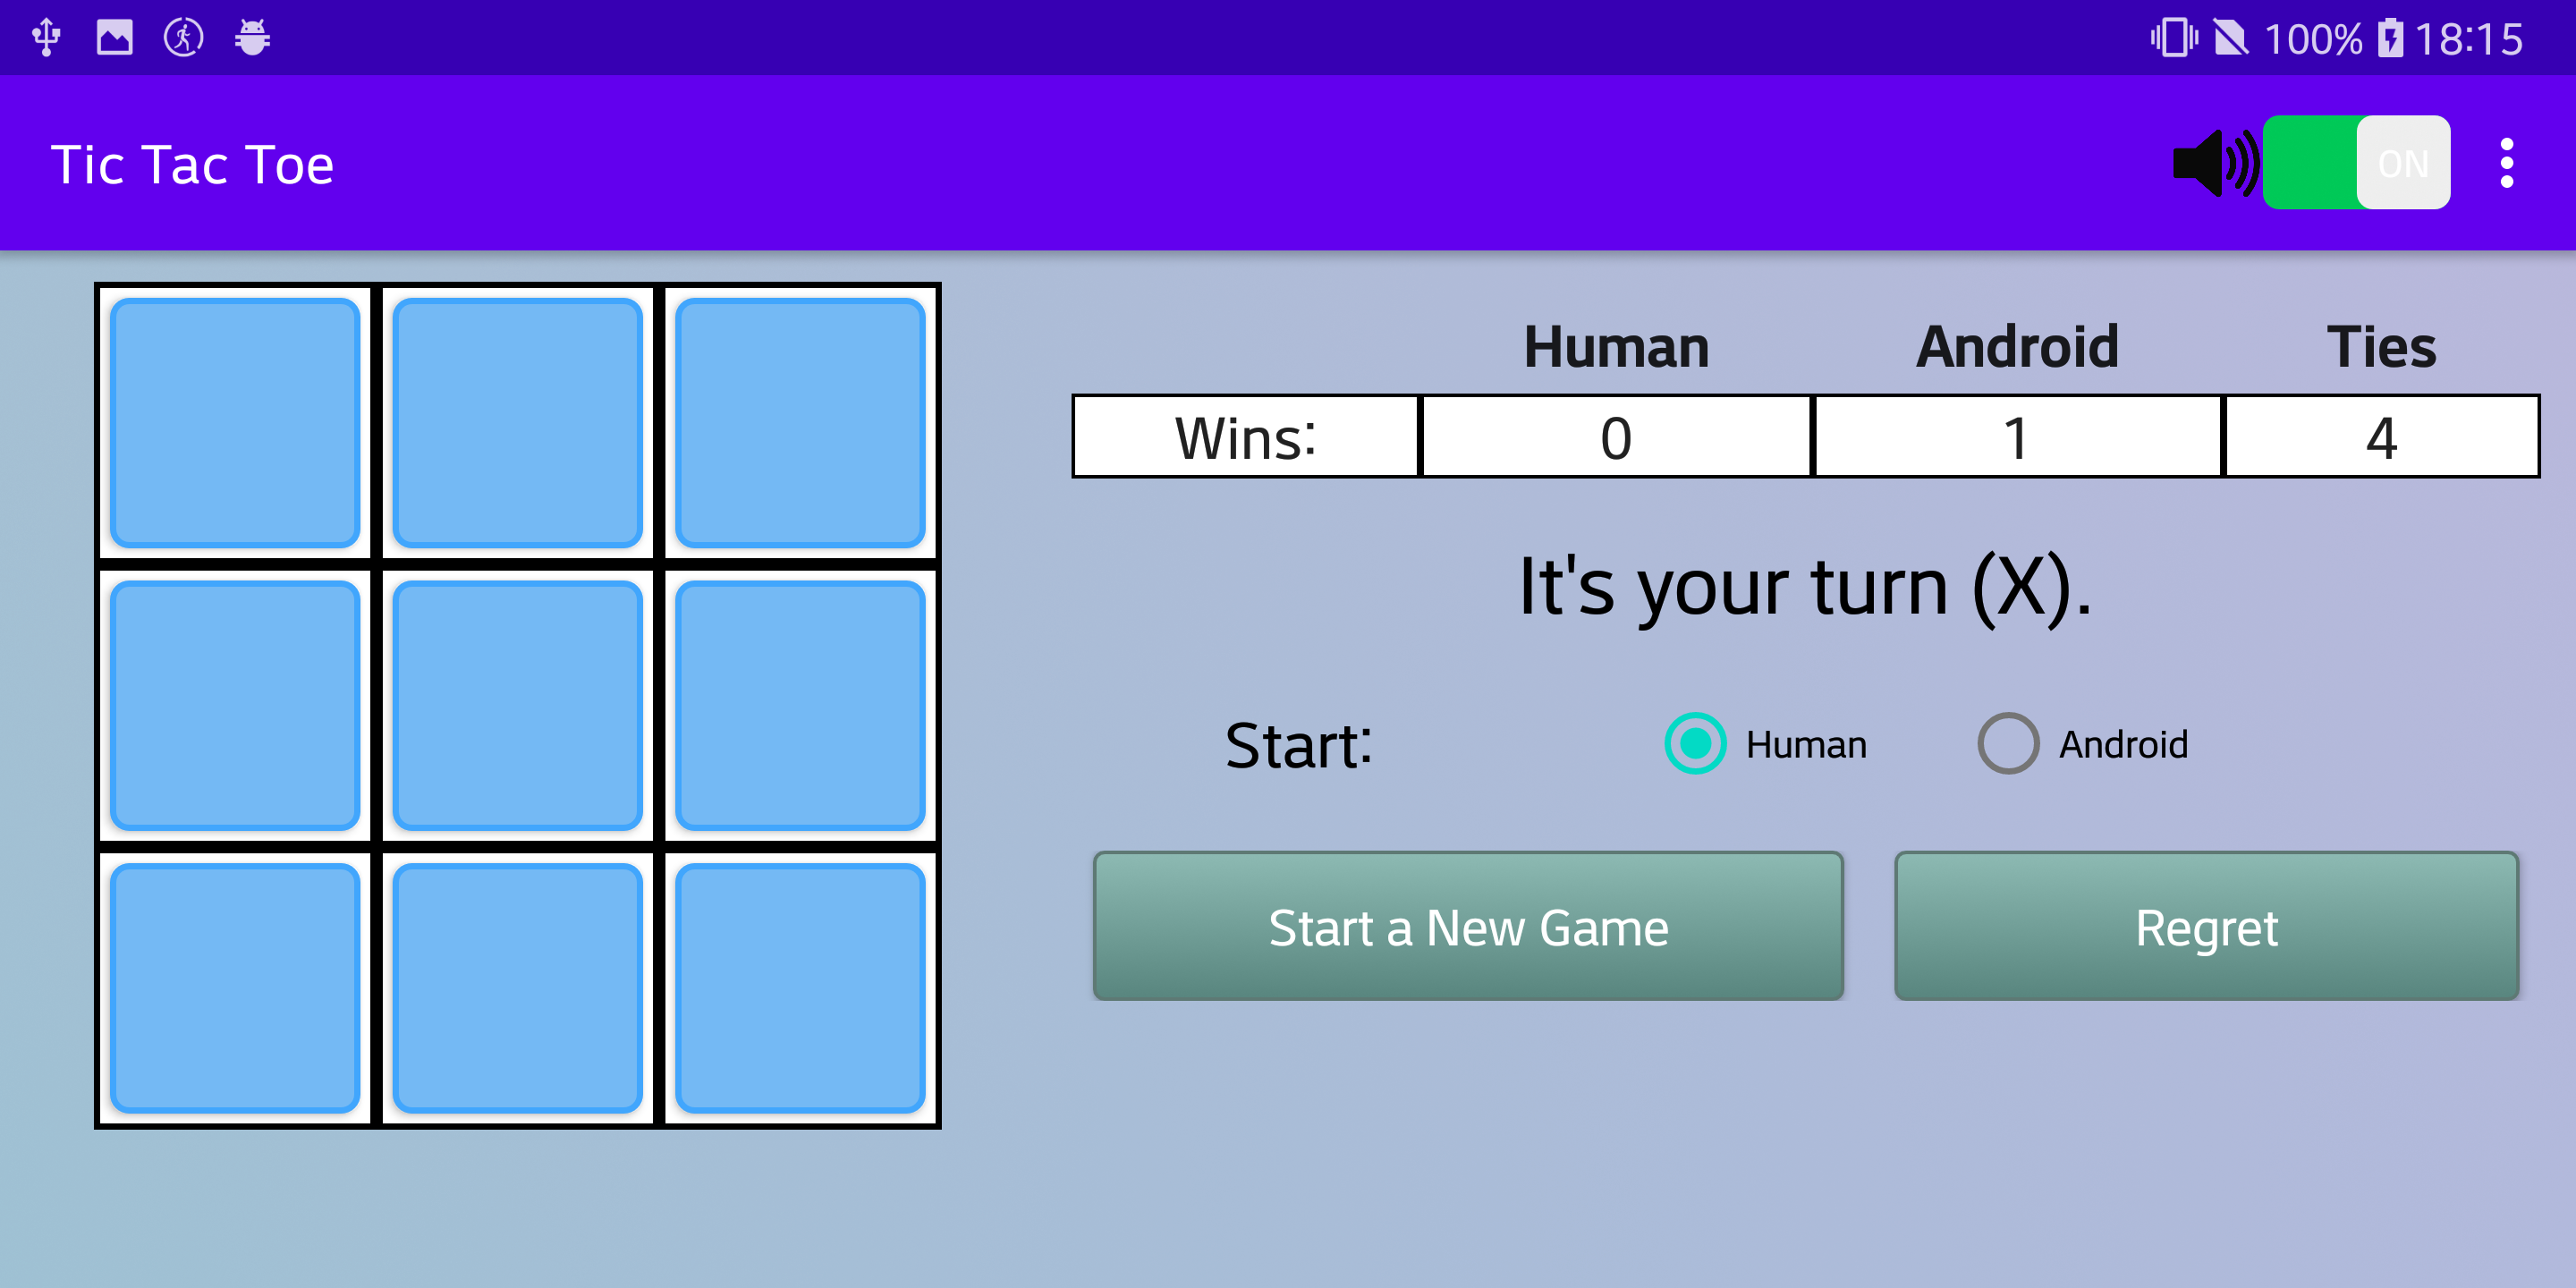 100% 18:15
Tic Tac Toe
ON
Human Android Ties
Wins: 0 1 4
It's your turn (X).
Start: Human Android
Start a New Game Regret